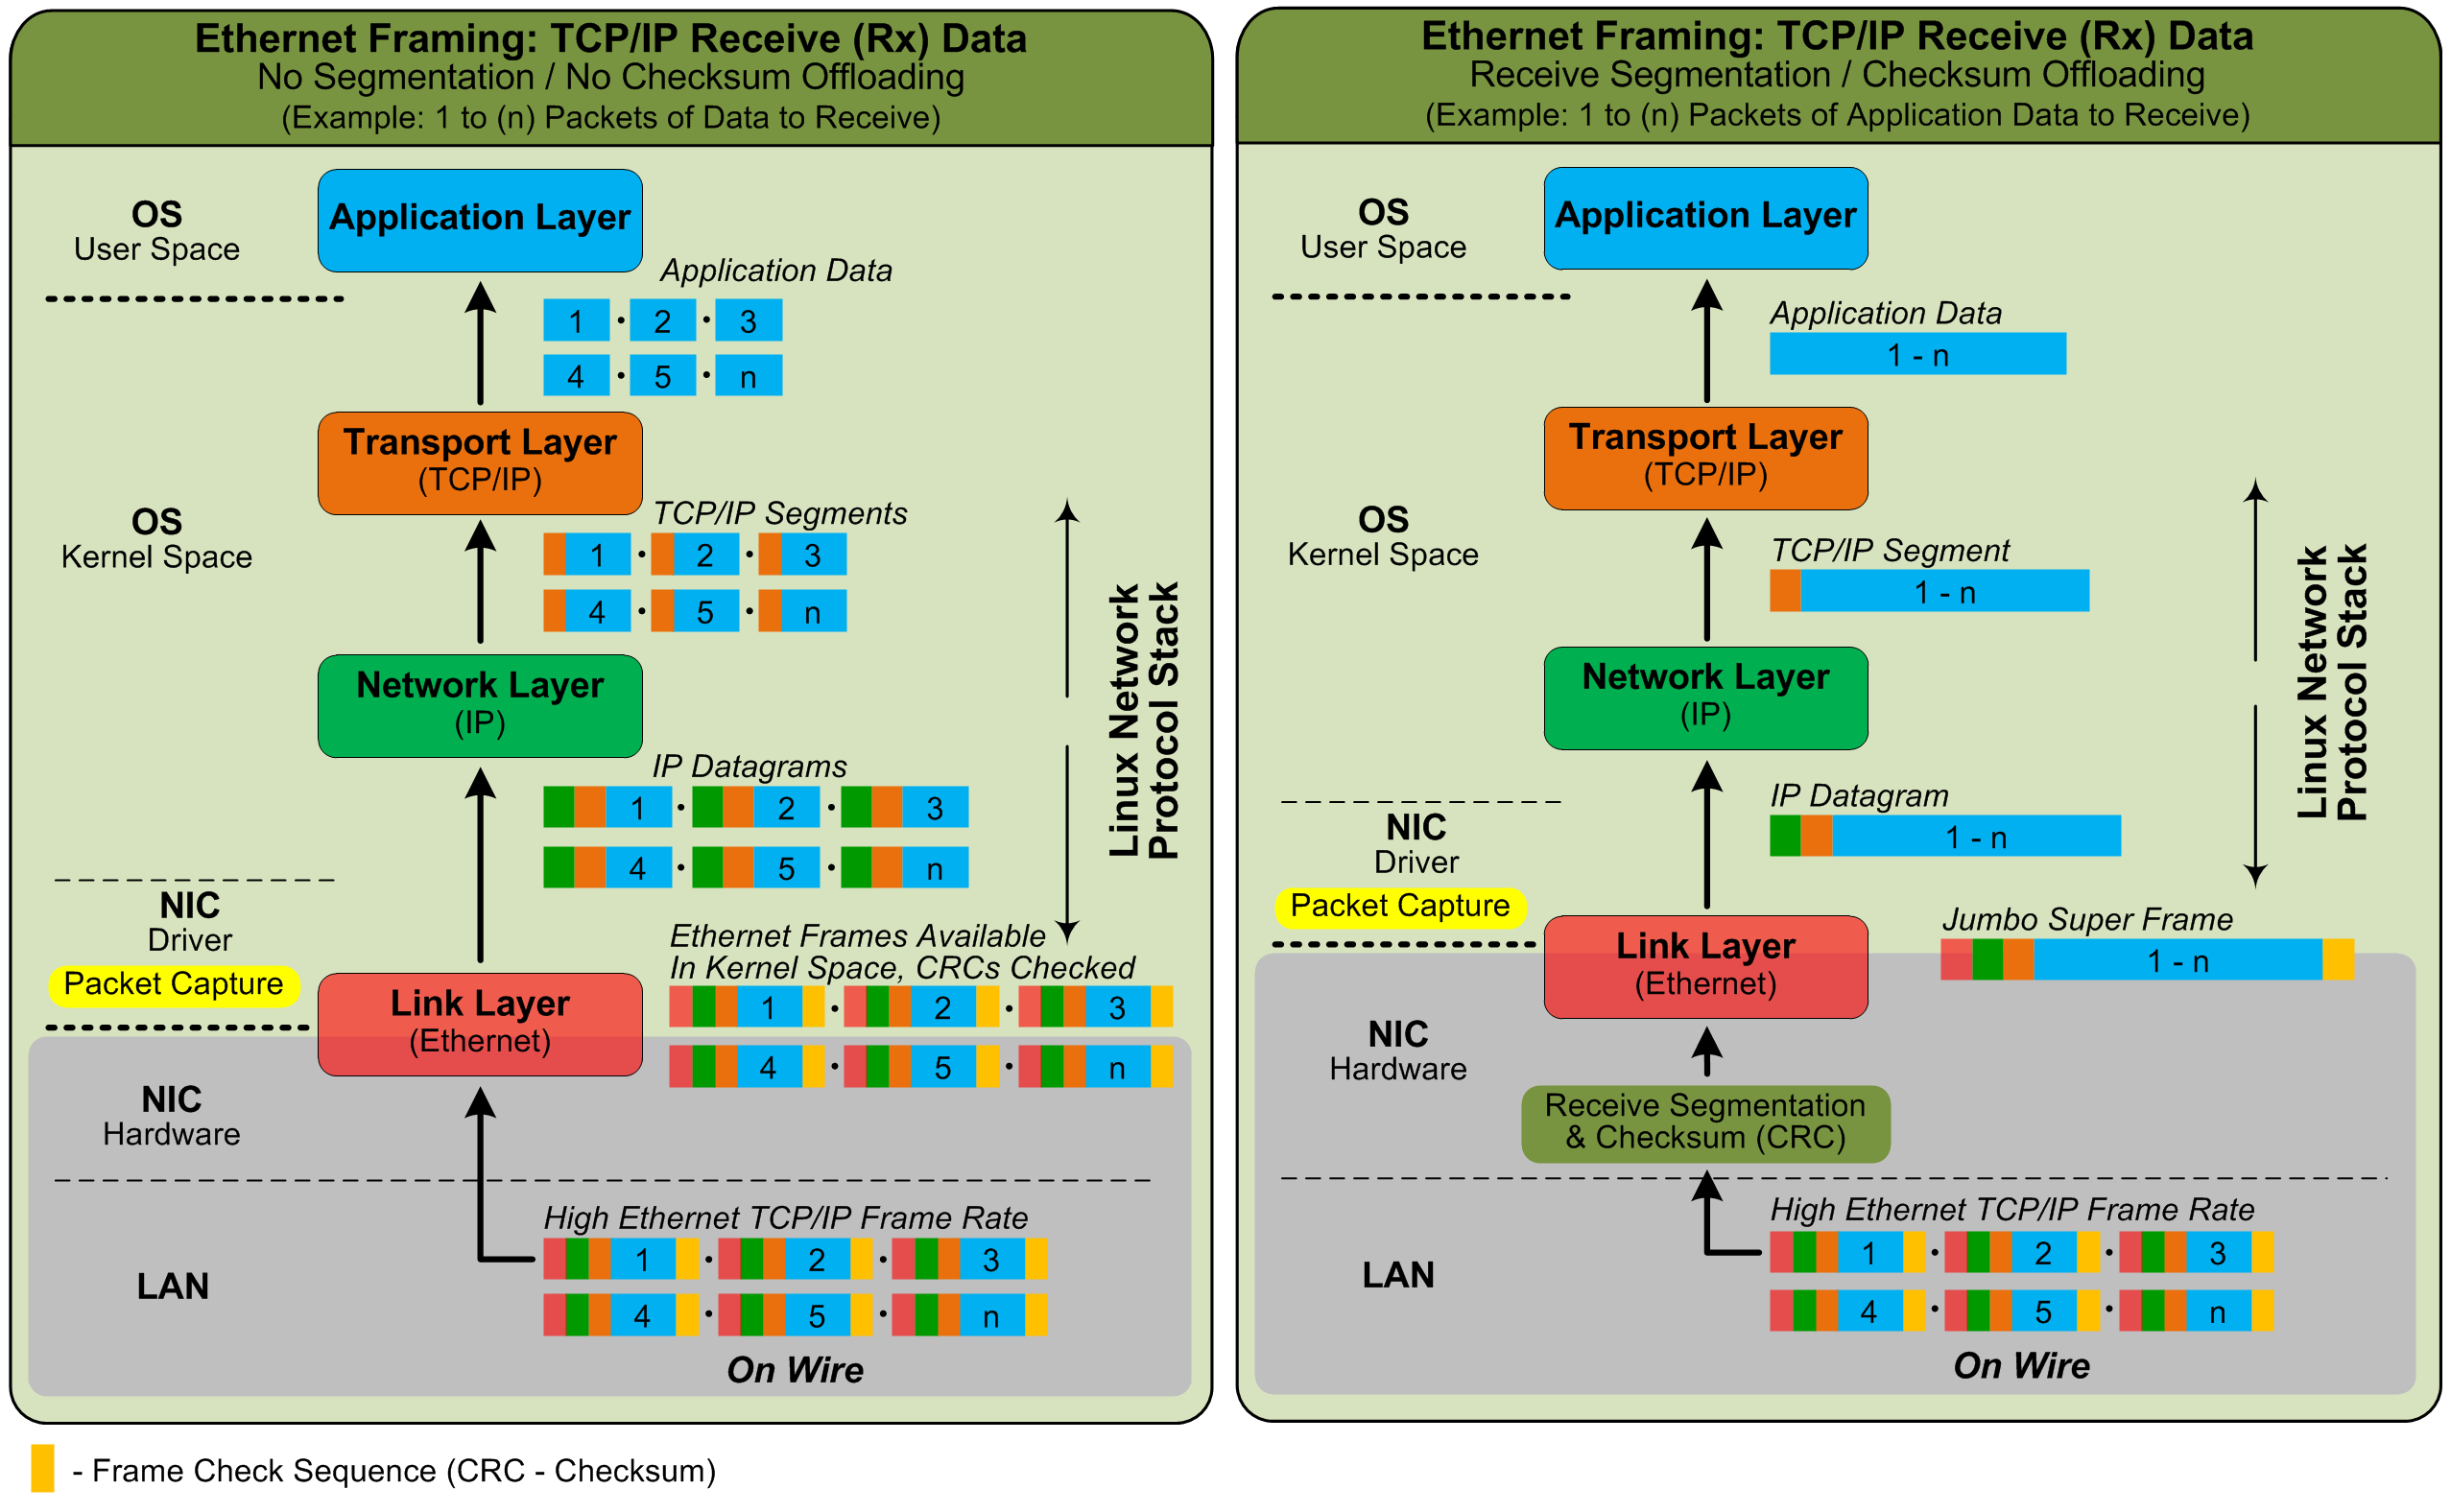 Ethernet Framing: TCP/IP Receive (Rx) Data
No Segmentation / No Checksum Offloading
(Example: 1 to (n) Packets of Data to Receive)
OS
User Space
Application Layer
Application Data
1 • 2 • 3
4 • 5 • n
Transport Layer
(TCP/IP)
OS
Kernel Space
TCP/IP Segments
1 • 2 • 3
4 • 5 • n
Network Layer
(IP)
Linux Network
Protocol Stack
IP Datagrams
1 • 2 • 3
4 • 5 • n
NIC
Driver
Packet Capture
Link Layer
(Ethernet)
Ethernet Frames Available
In Kernel Space, CRCs Checked
1 • 2 • 3
4 • 5 • n
NIC
Hardware
High Ethernet TCP/IP Frame Rate
1 • 2 • 3
4 • 5 • n
LAN
On Wire
Ethernet Framing: TCP/IP Receive (Rx) Data
Receive Segmentation / Checksum Offloading
(Example: 1 to (n) Packets of Application Data to Receive)
OS
User Space
Application Layer
Application Data
1 - n
Transport Layer
(TCP/IP)
OS
Kernel Space
TCP/IP Segment
1 - n
Network Layer
(IP)
Linux Network
Protocol Stack
IP Datagram
1 - n
NIC
Driver
Packet Capture
Link Layer
(Ethernet)
Jumbo Super Frame
1 - n
NIC
Hardware
Receive Segmentation
& Checksum (CRC)
High Ethernet TCP/IP Frame Rate
1 • 2 • 3
4 • 5 • n
LAN
On Wire
- Frame Check Sequence (CRC - Checksum)